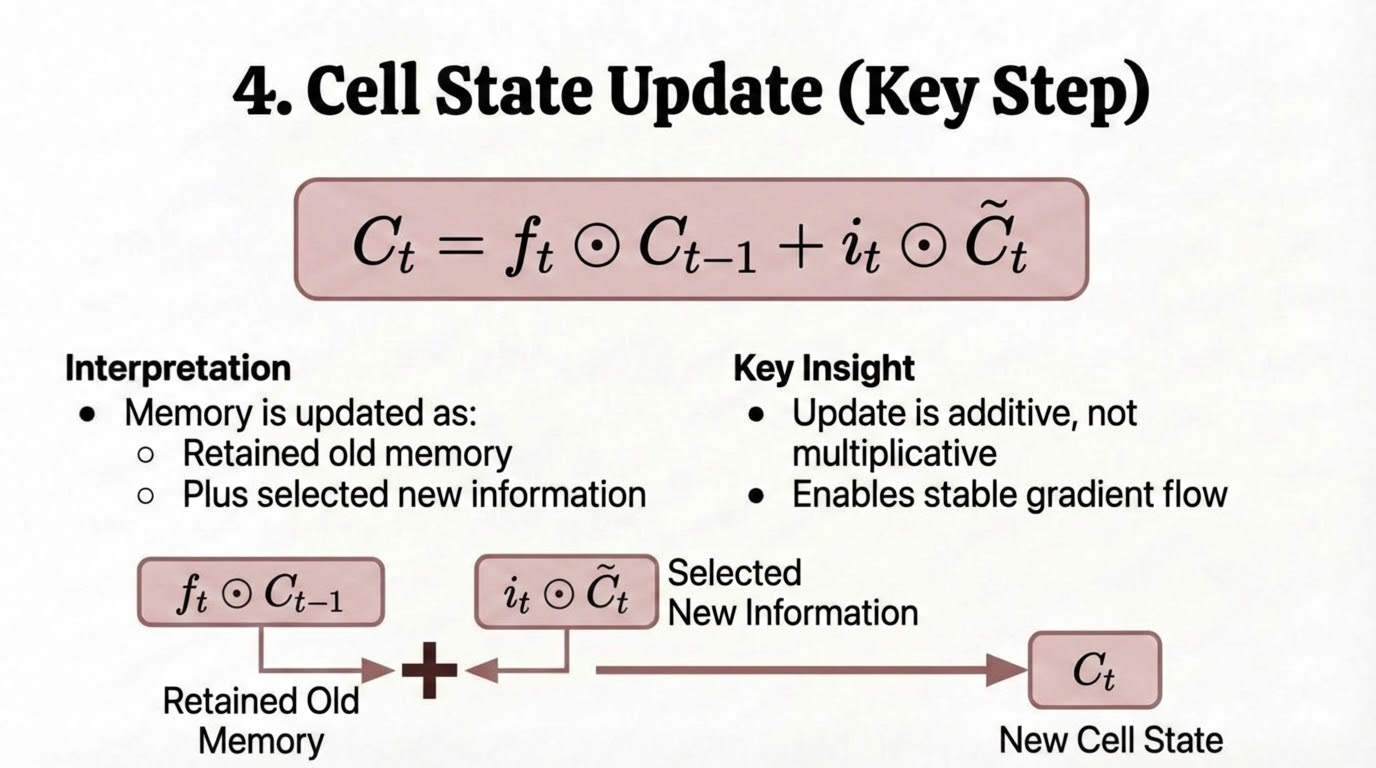 4. Cell State Update (Key Step)
C_t = f_t ⊙ C_{t−1} + i_t ⊙ C̃_t
Interpretation
● Memory is updated as:
○ Retained old memory
○ Plus selected new information
Key Insight
● Update is additive, not
multiplicative
● Enables stable gradient flow
f_t ⊙ C_{t−1}
i_t ⊙ C̃_t
Selected
New Information
+
Retained Old
Memory
C_t
New Cell State